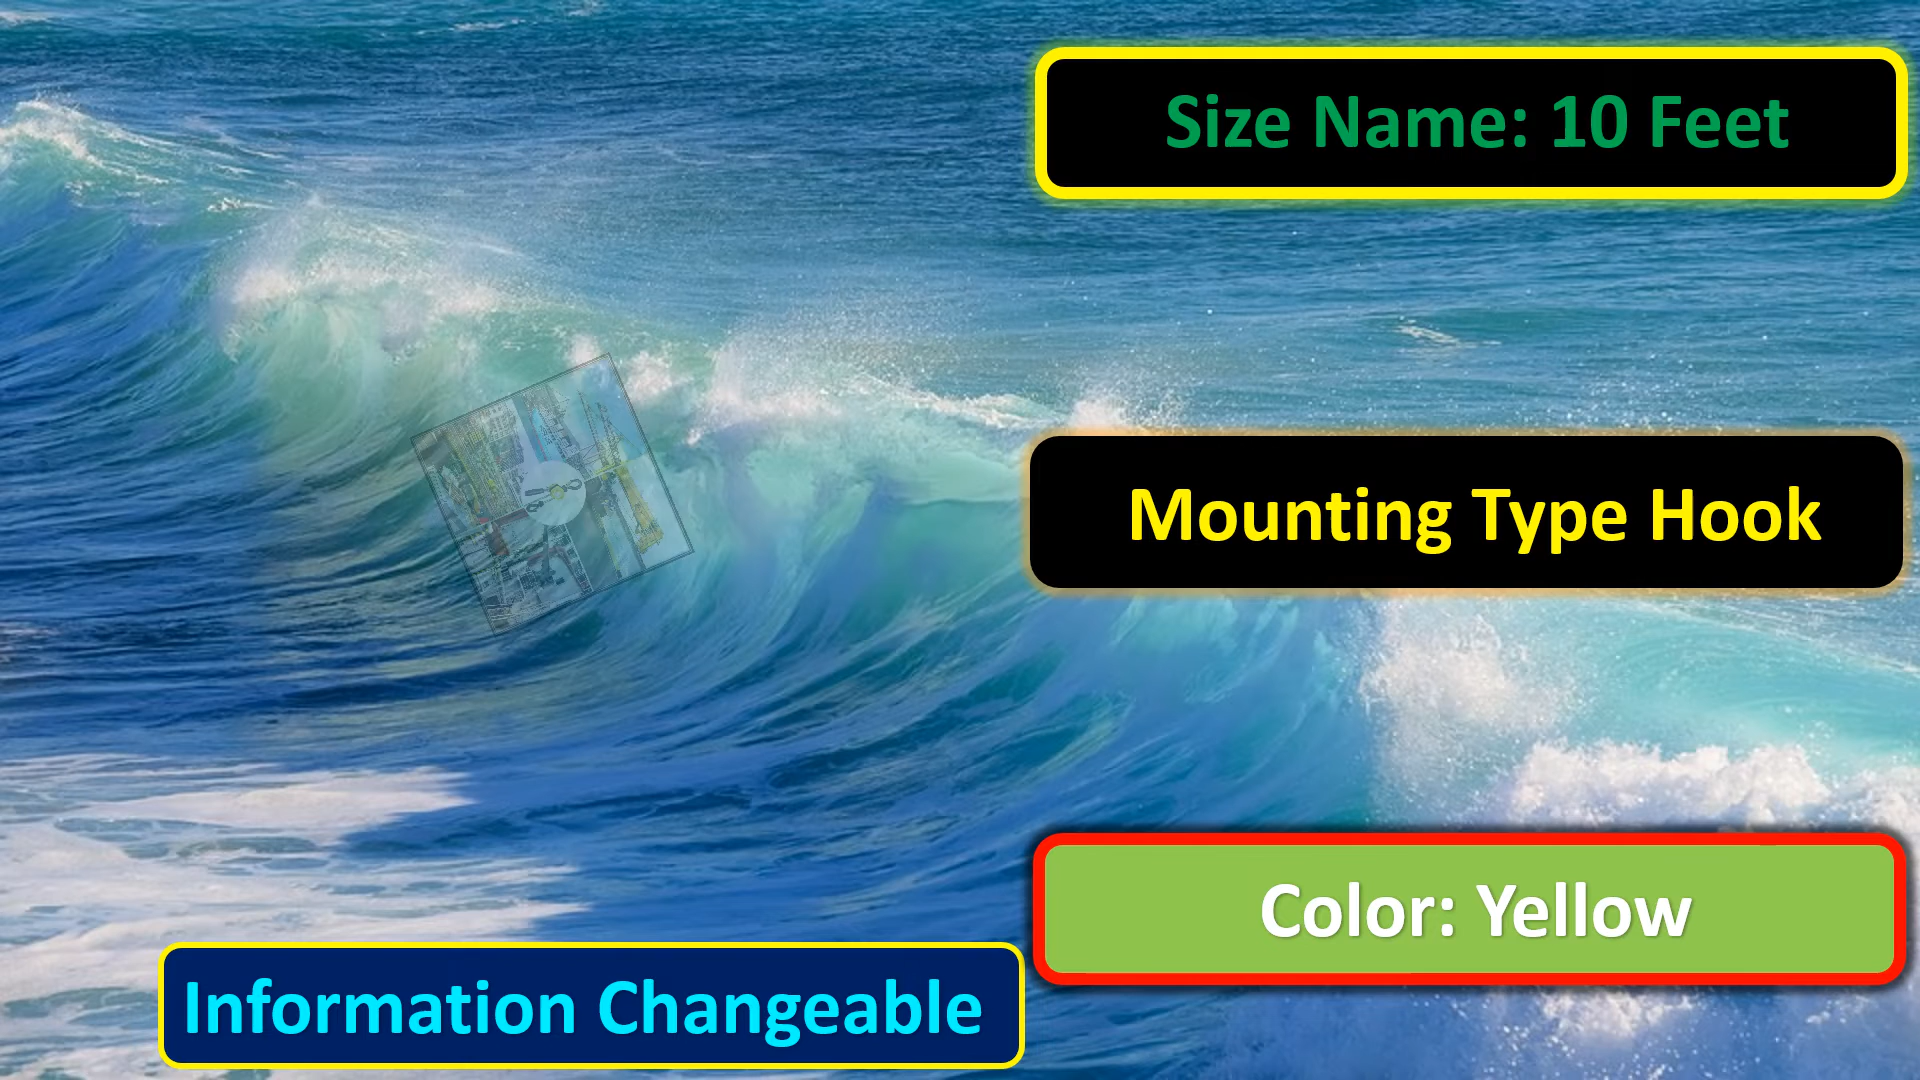 Size Name: 10 Feet
Mounting Type Hook
Color: Yellow
Information Changeable